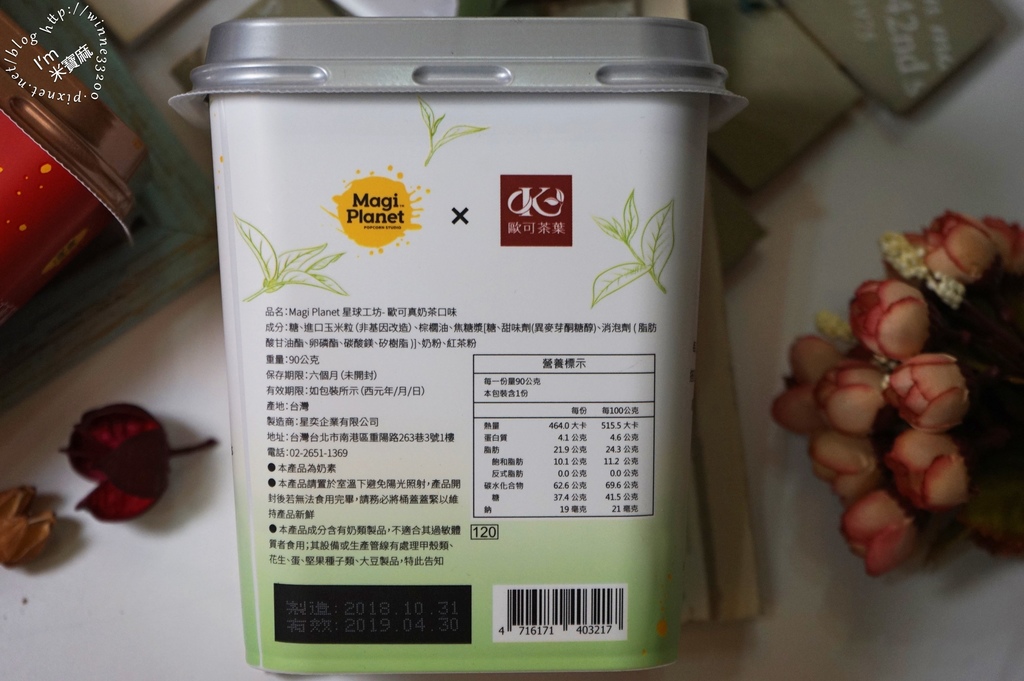 http://winne33200.pixnet.net/blog
I'm
米寶麻
42nd S
Magi
Planet
POPCORN STUDIO
×
歐可茶葉
品名:Magi Planet 星球工坊- 歐可真奶茶口味
成分:糖、進口玉米粒(非基因改造)、棕櫚油、焦糖漿[糖、甜味劑(異麥芽酮糖醇)、消泡劑(脂肪
酸甘油酯、卵磷酯、碳酸鎂、矽樹脂)]、奶粉、紅茶粉
重量:90公克
保存期限:六個月(未開封)
有效期限:如包裝所示(西元年/月/日)
產地:台灣
製造商:星奕企業有限公司
地址:台灣台北市南港區重陽路263巷3號1樓
電話:02-2651-1369
●本產品為奶素
●本產品請置於室溫下避免陽光照射,產品開
封後若無法食用完畢,請務必將桶蓋蓋緊以維
持產品新鮮
●本產品成分含有奶類製品,不適合其過敏體
質者食用;其設備或生產管線有處理甲殼類、
花生、蛋、堅果種子類、大豆製品,特此告知
營養標示
每一份量90公克
本包裝含1份
每份 每100公克
熱量 464.0 大卡 515.5 大卡
蛋白質 4.1 公克 4.6 公克
脂肪 21.9 公克 24.3 公克
飽和脂肪 10.1 公克 11.2 公克
反式脂肪 0.0 公克 0.0 公克
碳水化合物 62.6 公克 69.6 公克
糖 37.4 公克 41.5 公克
鈉 19 毫克 21 毫克
120
製造:2018.10.31
有效:2019.04.30
4 716171 403217